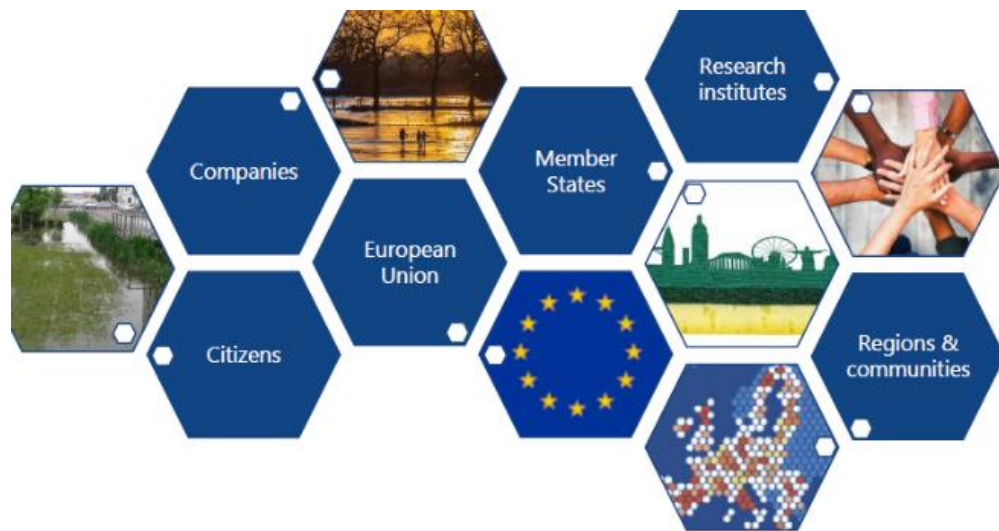 Research
institutes
Companies
Member
States
European
Union
Citizens
Regions &
communities